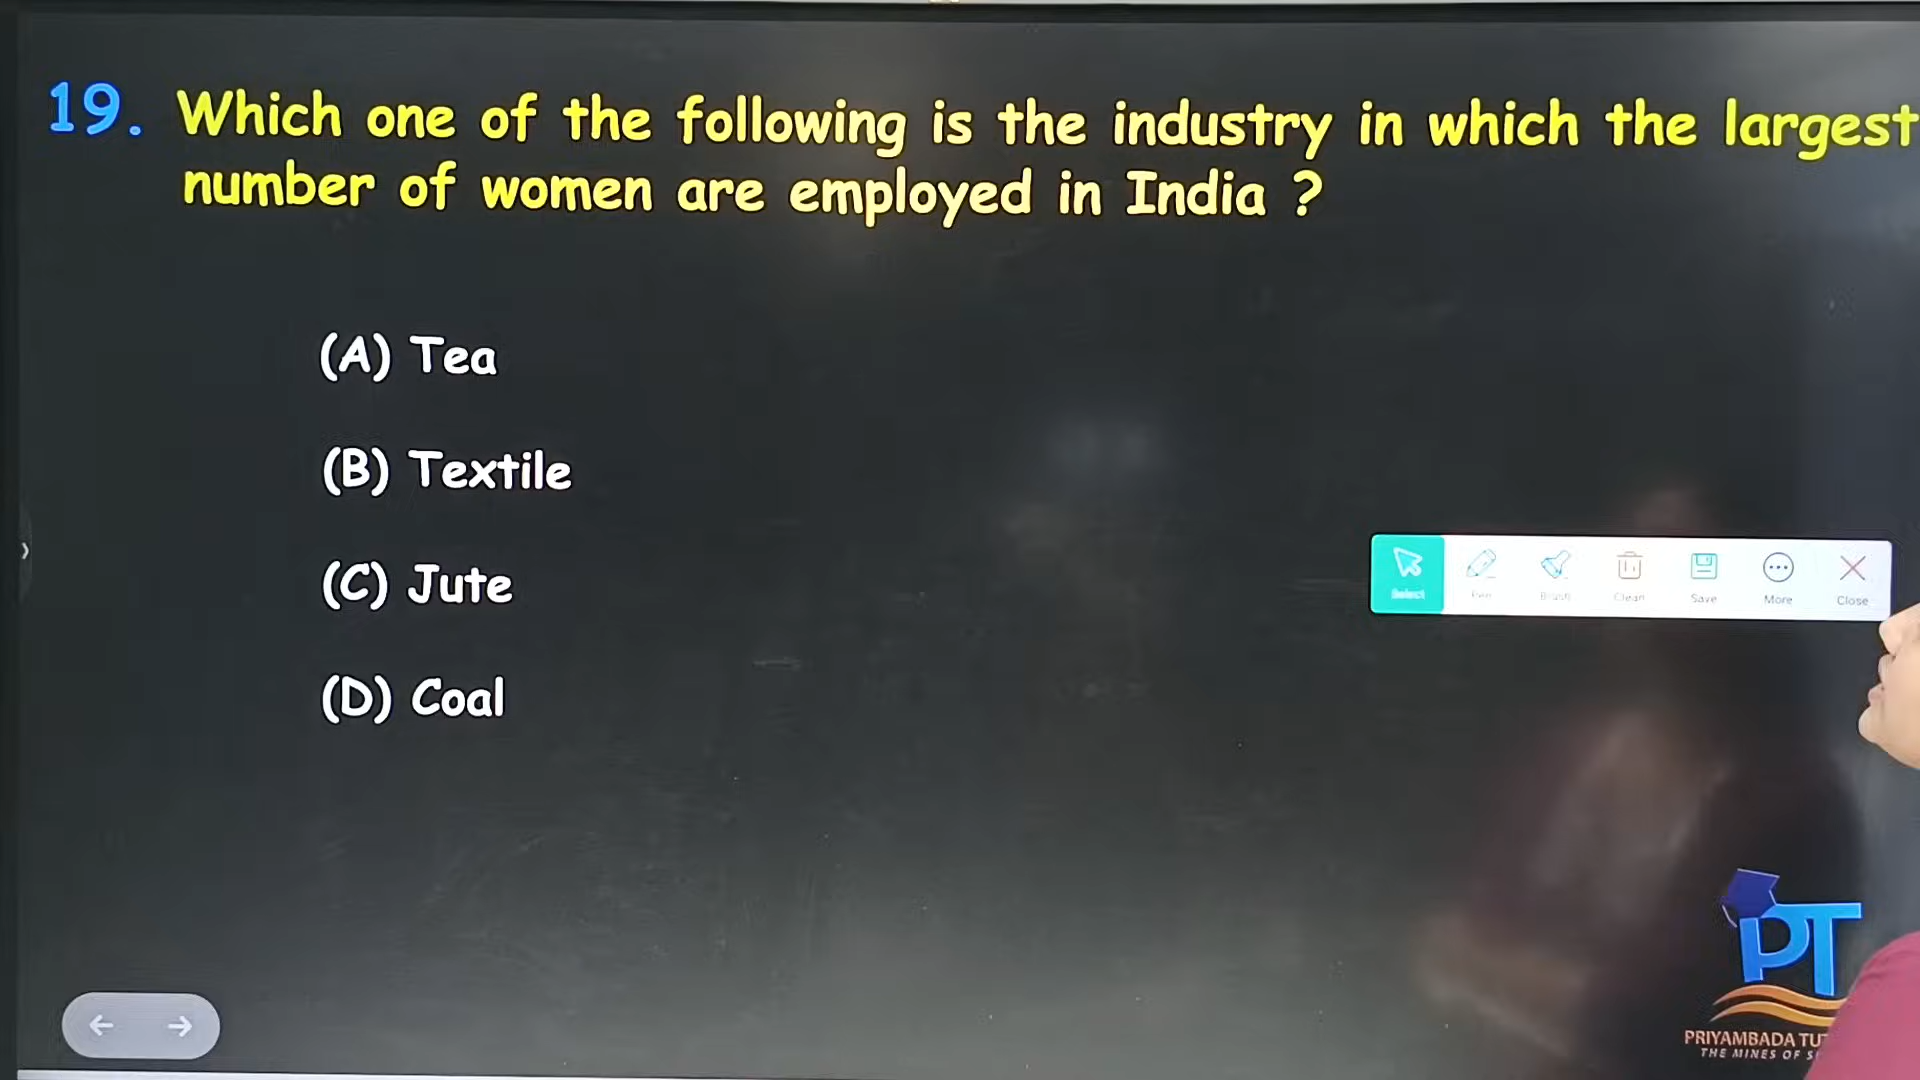 19. Which one of the following is the industry in which the largest
number of women are employed in India ?
(A) Tea
(B) Textile
(C) Jute
(D) Coal
Select Pen Brush Clean Save More Close
PT
PRIYAMBADA
THE MINES OF